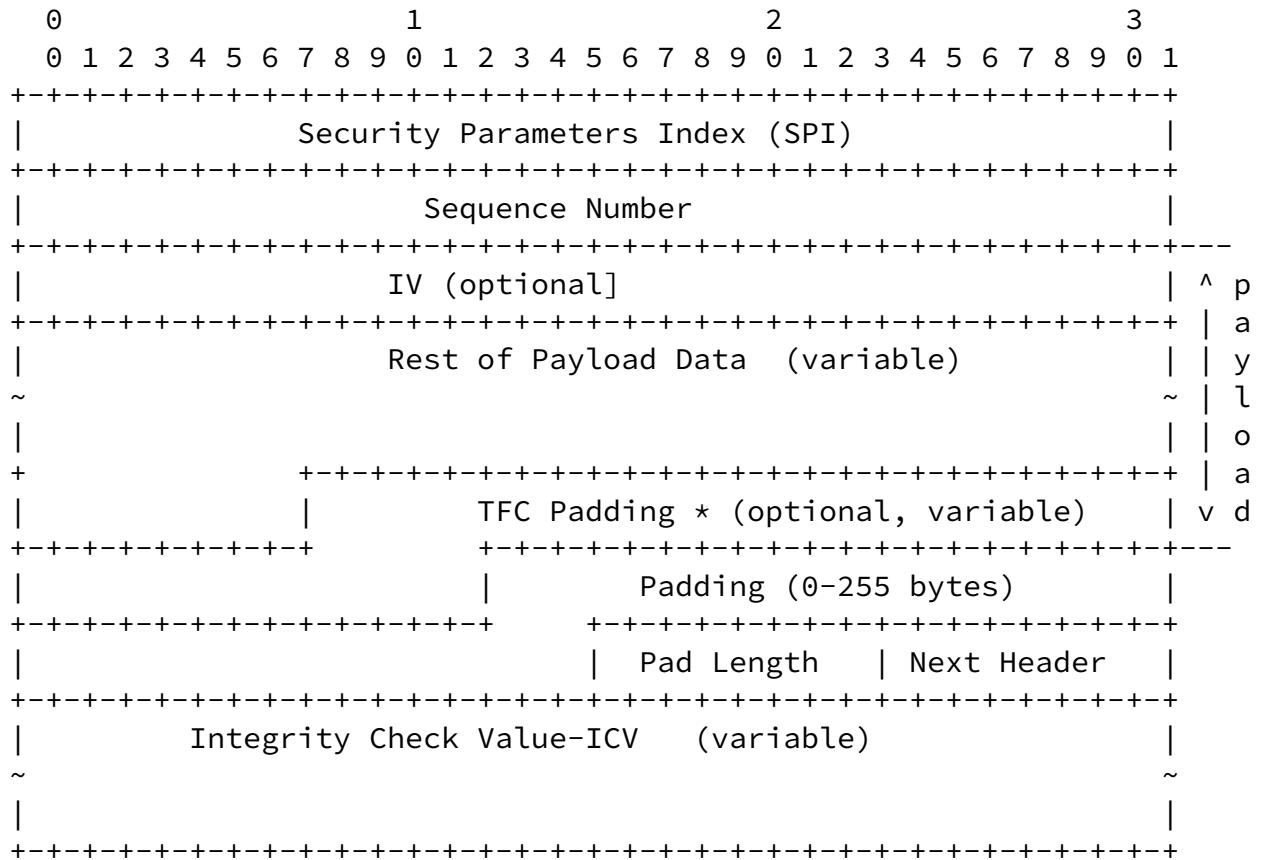 0                   1                   2                   3
 0 1 2 3 4 5 6 7 8 9 0 1 2 3 4 5 6 7 8 9 0 1 2 3 4 5 6 7 8 9 0 1
+-+-+-+-+-+-+-+-+-+-+-+-+-+-+-+-+-+-+-+-+-+-+-+-+-+-+-+-+-+-+-+-+
|               Security Parameters Index (SPI)                 |
+-+-+-+-+-+-+-+-+-+-+-+-+-+-+-+-+-+-+-+-+-+-+-+-+-+-+-+-+-+-+-+-+
|                      Sequence Number                          |
+-+-+-+-+-+-+-+-+-+-+-+-+-+-+-+-+-+-+-+-+-+-+-+-+-+-+-+-+-+-+-+-+---
|                    IV (optional]                              | ^ p
+-+-+-+-+-+-+-+-+-+-+-+-+-+-+-+-+-+-+-+-+-+-+-+-+-+-+-+-+-+-+-+-+ | a
|                    Rest of Payload Data  (variable)           | | y
~                                                               ~ | l
|                                                               | | o
+               +-+-+-+-+-+-+-+-+-+-+-+-+-+-+-+-+-+-+-+-+-+-+-+-+ | a
|               |         TFC Padding * (optional, variable)    | v d
+-+-+-+-+-+-+-+-+         +-+-+-+-+-+-+-+-+-+-+-+-+-+-+-+-+-+-+-+---
|                         |        Padding (0-255 bytes)        |
+-+-+-+-+-+-+-+-+-+-+-+-+-+     +-+-+-+-+-+-+-+-+-+-+-+-+-+-+-+-+
|                               |  Pad Length   | Next Header   |
+-+-+-+-+-+-+-+-+-+-+-+-+-+-+-+-+-+-+-+-+-+-+-+-+-+-+-+-+-+-+-+-+
|         Integrity Check Value-ICV   (variable)                |
~                                                               ~
|                                                               |
+-+-+-+-+-+-+-+-+-+-+-+-+-+-+-+-+-+-+-+-+-+-+-+-+-+-+-+-+-+-+-+-+